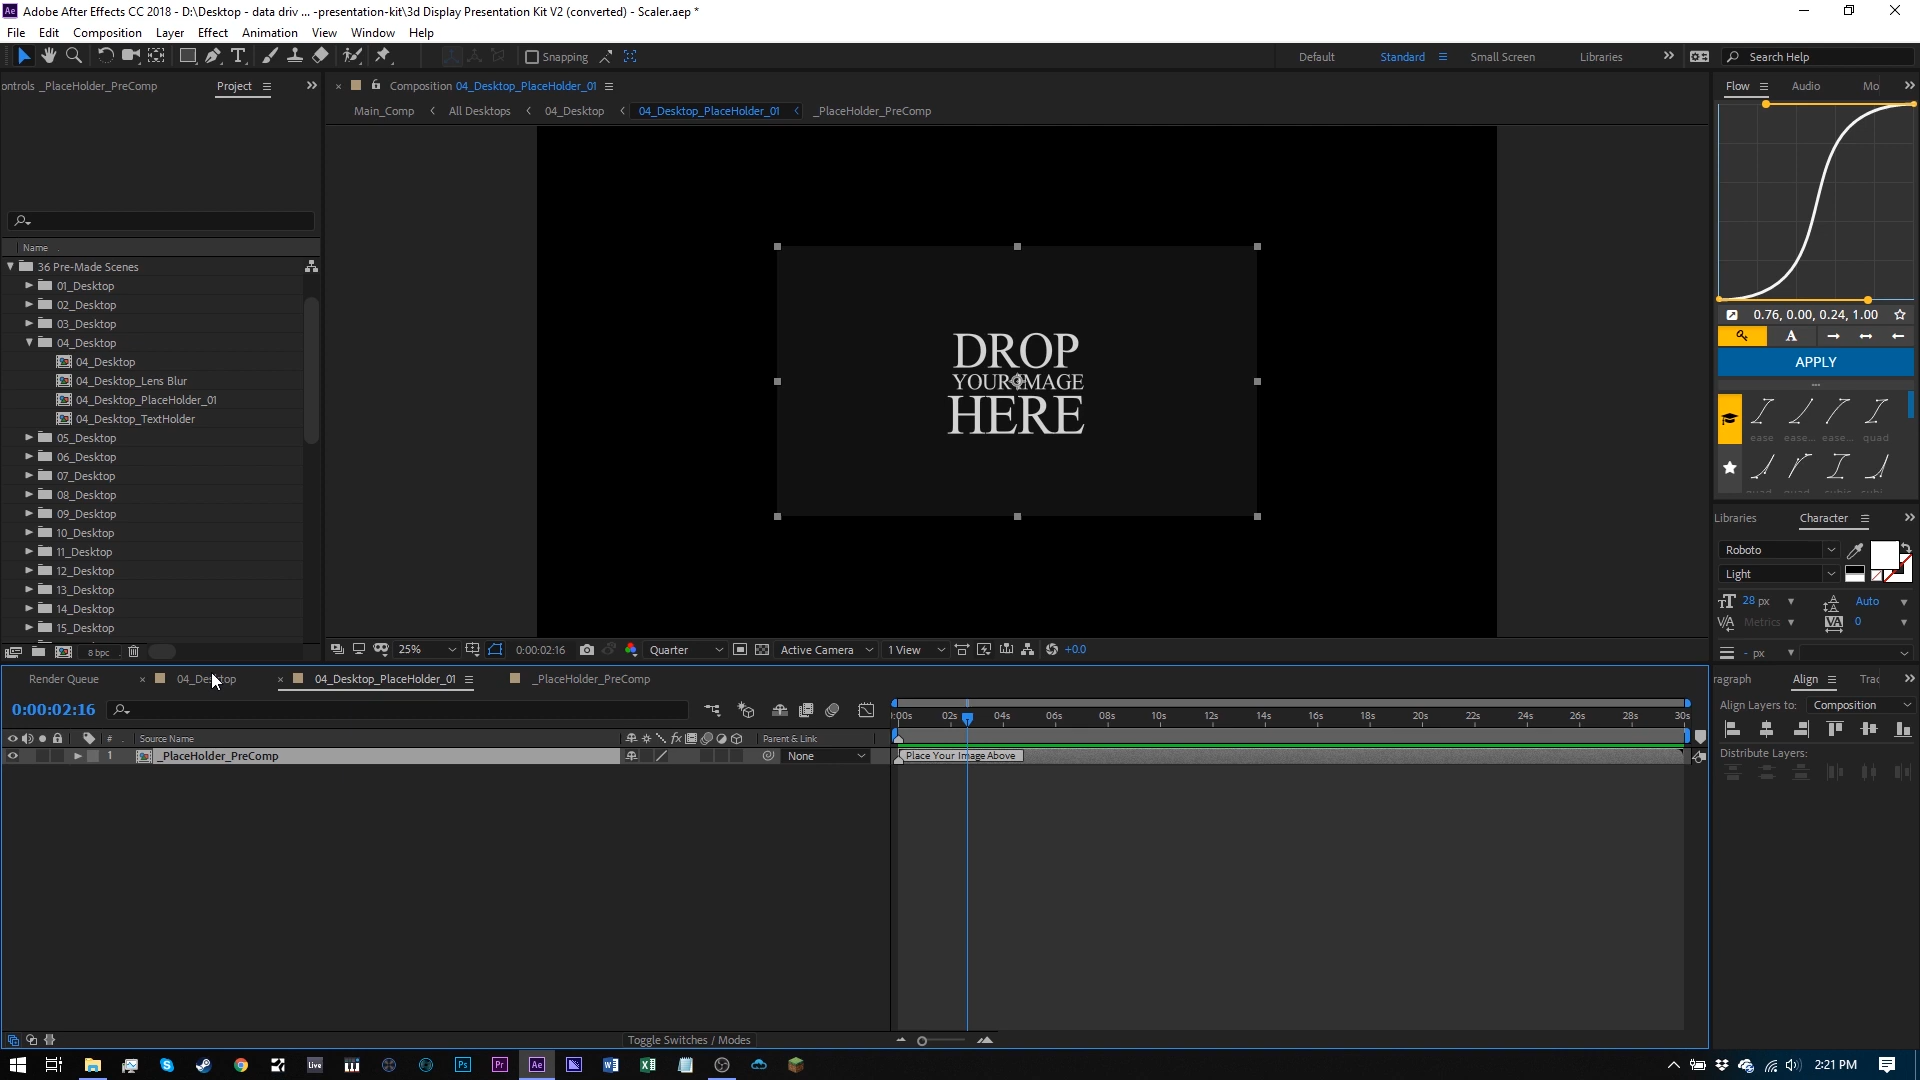 Adobe After Effects CC 2018 - D:\Desktop - data driv ... -presentation-kit\3d Display Presentation Kit V2 (converted) - Scaler.aep *
File Edit Composition Layer Effect Animation View Window Help
Snapping
Default Standard Small Screen Libraries Search Help
ontrols _PlaceHolder_PreComp Project
Composition 04_Desktop_PlaceHolder_01
Flow Audio Mo
Main_Comp All Desktops 04_Desktop 04_Desktop_PlaceHolder_01 _PlaceHolder_PreComp
Name
36 Pre-Made Scenes
01_Desktop
02_Desktop
03_Desktop
04_Desktop
04_Desktop
04_Desktop_Lens Blur
04_Desktop_PlaceHolder_01
04_Desktop_TextHolder
05_Desktop
06_Desktop
07_Desktop
08_Desktop
09_Desktop
10_Desktop
11_Desktop
12_Desktop
13_Desktop
14_Desktop
15_Desktop
8 bpc
DROP
YOUR IMAGE
HERE
25% 0:00:02:16 Quarter Active Camera 1 View +0.0
0.76, 0.00, 0.24, 1.00
A
APPLY
ease ease... ease... quad
Libraries Character
Roboto
Light
28 px Auto
Metrics 0
- px
Render Queue 04_Desktop 04_Desktop_PlaceHolder_01 _PlaceHolder_PreComp
0:00:02:16
:00s 02s 04s 06s 08s 10s 12s 14s 16s 18s 20s 22s 24s 26s 28s 30s
# Source Name Parent & Link
1 _PlaceHolder_PreComp None Place Your Image Above
Toggle Switches / Modes
ragraph Align Trac
Align Layers to: Composition
Distribute Layers:
Live Ps Pr Ae
2:21 PM